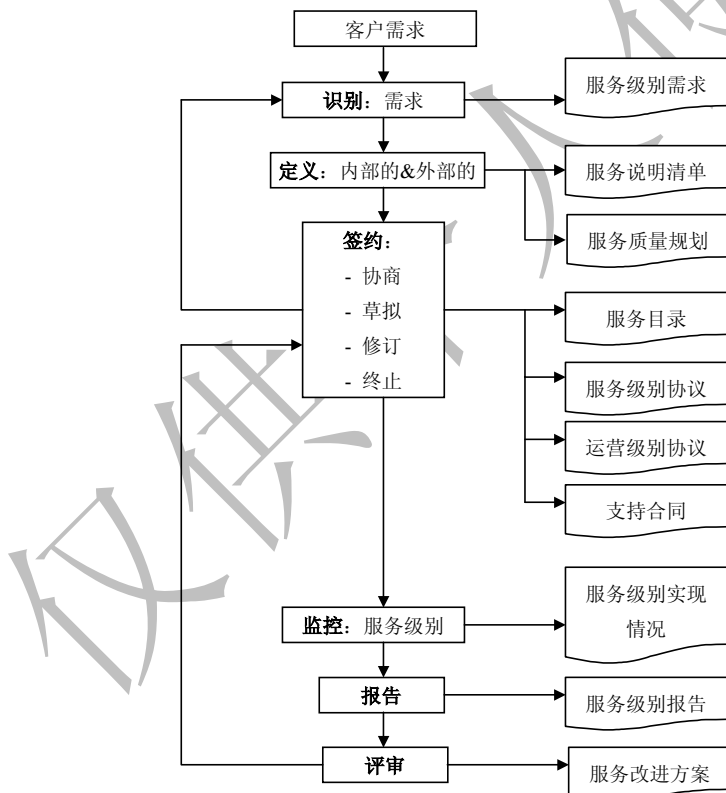 客户需求
识别：需求
服务级别需求
定义：内部的&外部的
服务说明清单
服务质量规划
签约：
- 协商
- 草拟
- 修订
- 终止
服务目录
服务级别协议
运营级别协议
支持合同
监控：服务级别
服务级别实现
情况
报告
服务级别报告
评审
服务改进方案
仅供